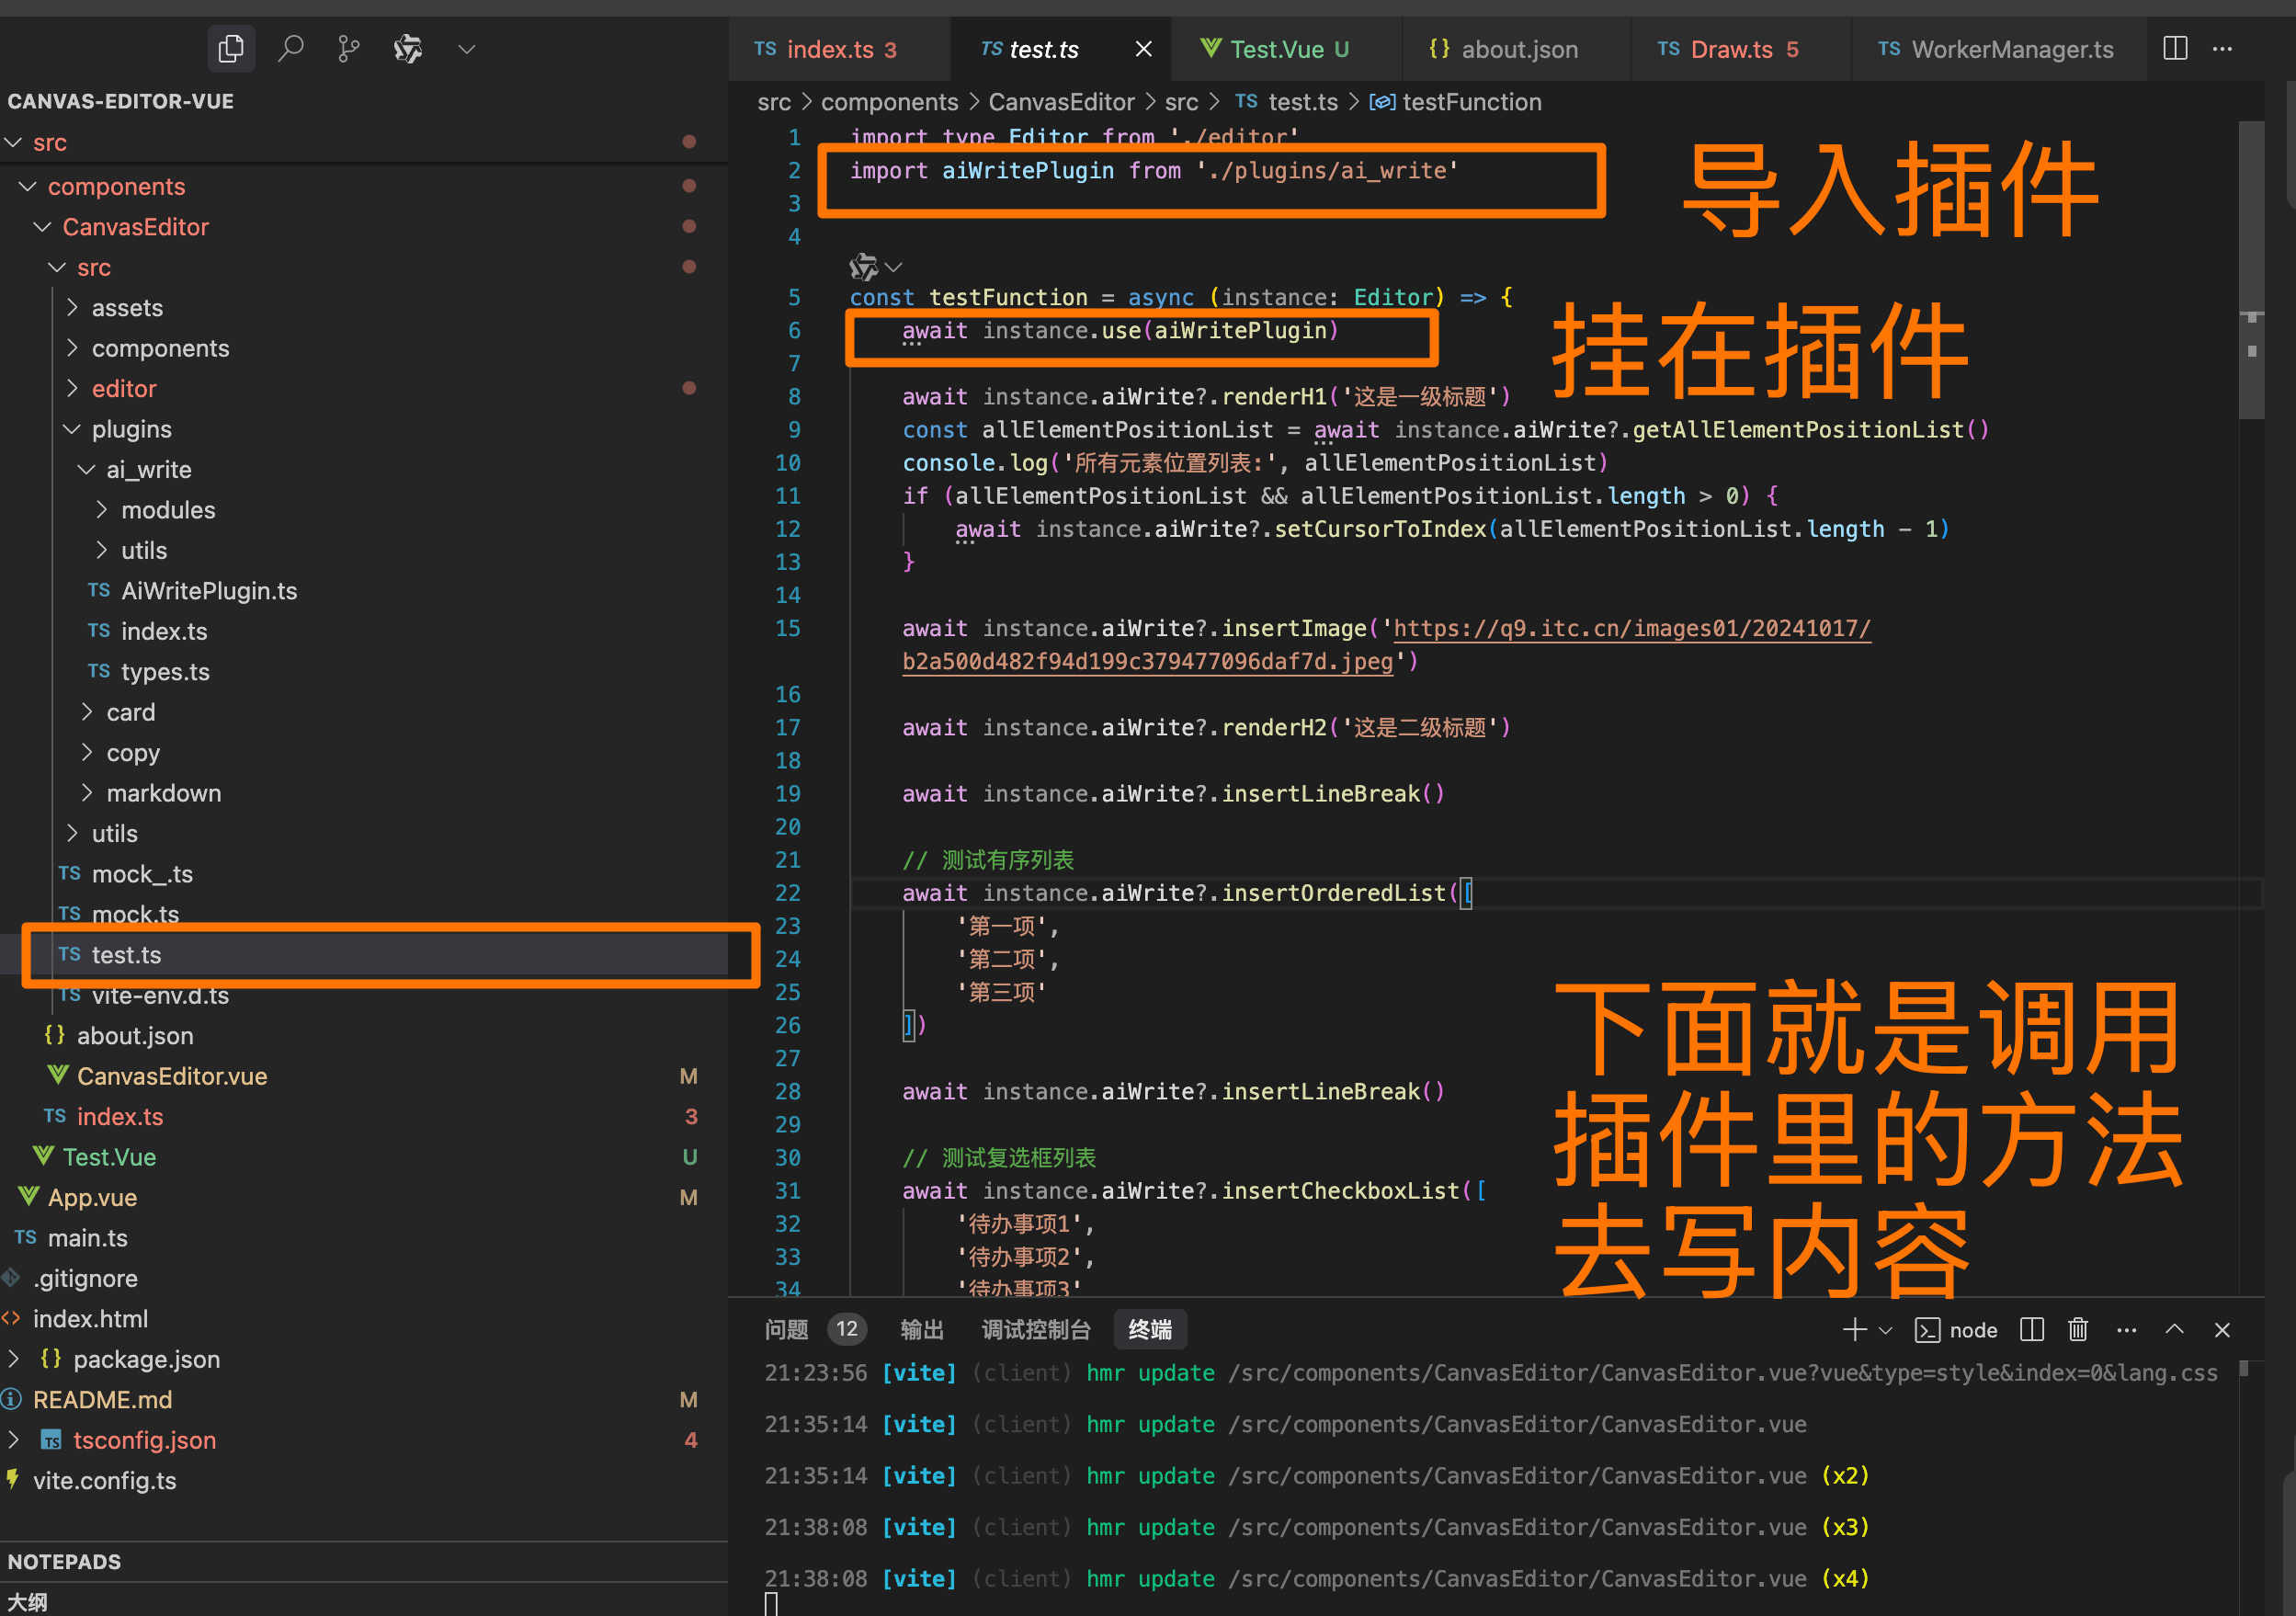 CANVAS-EDITOR-VUE
src
components
CanvasEditor
src
assets
components
editor
plugins
ai_write
modules
utils
TS AiWritePlugin.ts
TS index.ts
TS types.ts
card
copy
markdown
utils
TS mock_.ts
TS mock.ts
TS test.ts
TS vite-env.d.ts
{} about.json
CanvasEditor.vue M
TS index.ts 3
Test.Vue U
App.vue M
TS main.ts
.gitignore
index.html
{} package.json
README.md M
TS tsconfig.json 4
vite.config.ts
NOTEPADS
大纲
TS index.ts 3
TS test.ts
Test.Vue U
{} about.json
TS Draw.ts 5
TS WorkerManager.ts
src > components > CanvasEditor > src > TS test.ts > testFunction
1 import type Editor from './editor'
2 import aiWritePlugin from './plugins/ai_write'
3
4
5 const testFunction = async (instance: Editor) => {
6 await instance.use(aiWritePlugin)
7
8 await instance.aiWrite?.renderH1('这是一级标题')
9 const allElementPositionList = await instance.aiWrite?.getAllElementPositionList()
10 console.log('所有元素位置列表:', allElementPositionList)
11 if (allElementPositionList && allElementPositionList.length > 0) {
12 await instance.aiWrite?.setCursorToIndex(allElementPositionList.length - 1)
13 }
14
15 await instance.aiWrite?.insertImage('https://q9.itc.cn/images01/20241017/
b2a500d482f94d199c379477096daf7d.jpeg')
16
17 await instance.aiWrite?.renderH2('这是二级标题')
18
19 await instance.aiWrite?.insertLineBreak()
20
21 // 测试有序列表
22 await instance.aiWrite?.insertOrderedList([
23 '第一项',
24 '第二项',
25 '第三项'
26 ])
27
28 await instance.aiWrite?.insertLineBreak()
29
30 // 测试复选框列表
31 await instance.aiWrite?.insertCheckboxList([
32 '待办事项1',
33 '待办事项2',
34 '待办事项3'
导入插件
挂在插件
下面就是调用
插件里的方法
去写内容
问题 12 输出 调试控制台 终端 node
21:23:56 [vite] (client) hmr update /src/components/CanvasEditor/CanvasEditor.vue?vue&type=style&index=0&lang.css
21:35:14 [vite] (client) hmr update /src/components/CanvasEditor/CanvasEditor.vue
21:35:14 [vite] (client) hmr update /src/components/CanvasEditor/CanvasEditor.vue (x2)
21:38:08 [vite] (client) hmr update /src/components/CanvasEditor/CanvasEditor.vue (x3)
21:38:08 [vite] (client) hmr update /src/components/CanvasEditor/CanvasEditor.vue (x4)